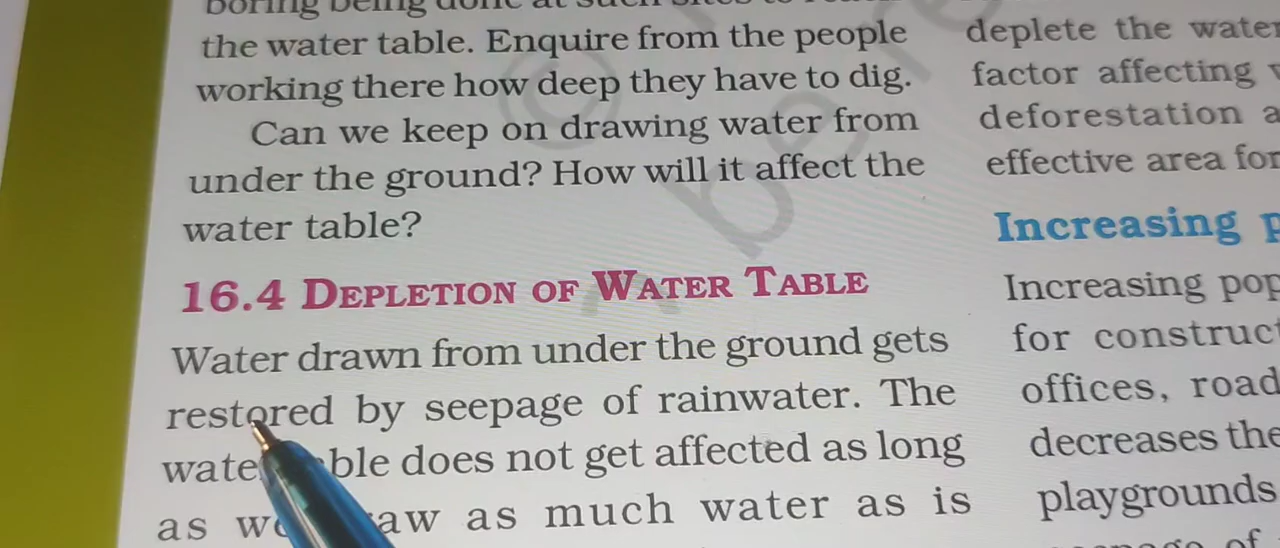 the water table. Enquire from the people
working there how deep they have to dig.
Can we keep on drawing water from
under the ground? How will it affect the
water table?
16.4 DEPLETION OF WATER TABLE
Water drawn from under the ground gets
restored by seepage of rainwater. The
does not get affected as long
as much water as is
deplete the water
factor affecting
deforestation
effective area for
Increasing
Increasing
for
offices, road
decreases the
playgrounds
of